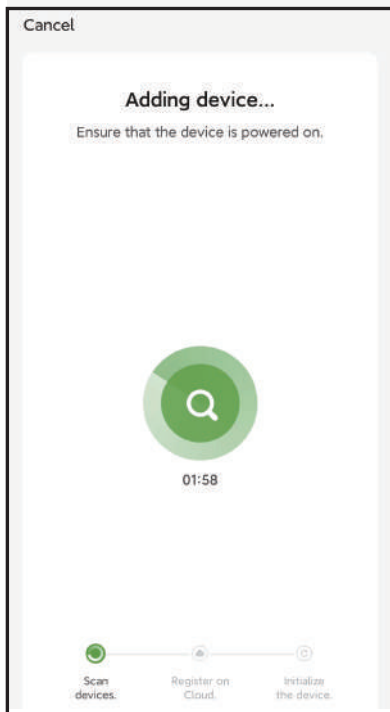 Cancel
Adding device...
Ensure that the device is powered on.
01:58
Scan
devices.
Register on
Cloud.
Initialize
the device.